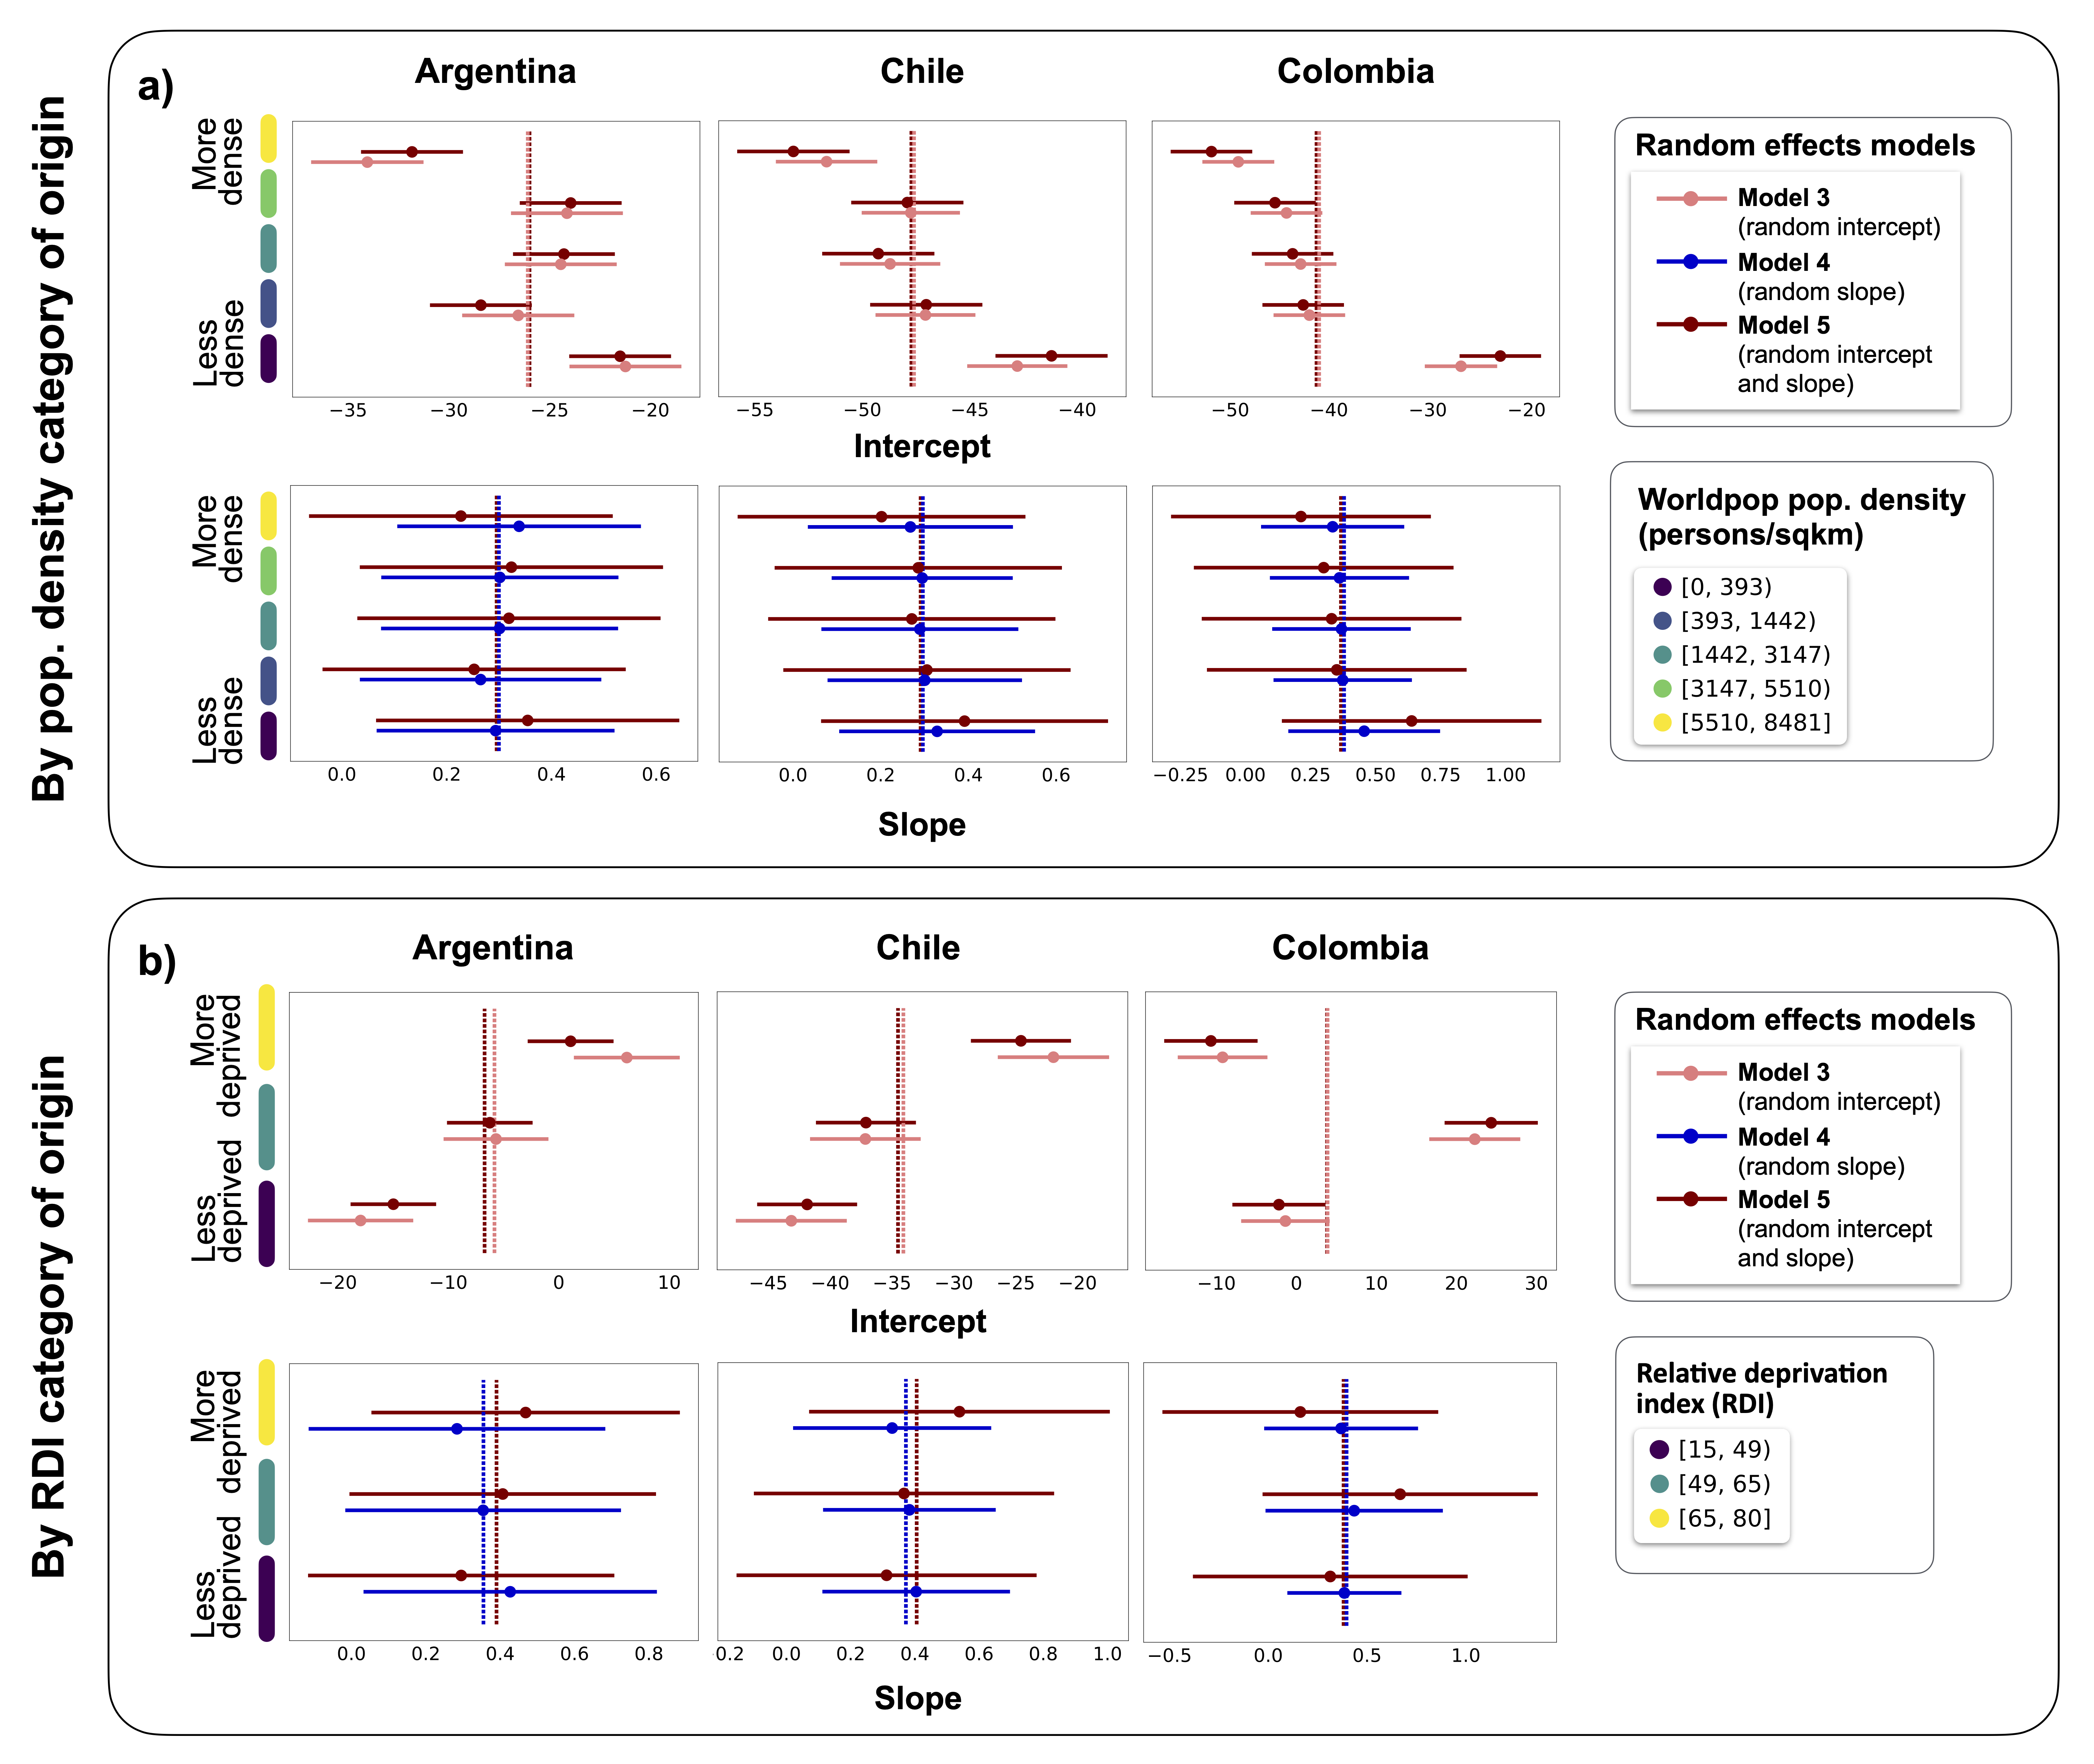 By pop. density category of origin
a)
Argentina
Chile
Colombia
More
dense
Less
dense
−35
−30
−25
−20
−55
−50
−45
−40
−50
−40
−30
−20
Intercept
More
dense
Less
dense
0.0
0.2
0.4
0.6
0.0
0.2
0.4
0.6
−0.25
0.00
0.25
0.50
0.75
1.00
Slope
Random effects models
Model 3
(random intercept)
Model 4
(random slope)
Model 5
(random intercept
and slope)
Worldpop pop. density
(persons/sqkm)
[0, 393)
[393, 1442)
[1442, 3147)
[3147, 5510)
[5510, 8481]
By RDI category of origin
b)
Argentina
Chile
Colombia
More
deprived
Less
deprived
−20
−10
0
10
−45
−40
−35
−30
−25
−20
−10
0
10
20
30
Intercept
More
deprived
Less
deprived
0.0
0.2
0.4
0.6
0.8
0.2
0.0
0.2
0.4
0.6
0.8
1.0
−0.5
0.0
0.5
1.0
Slope
Random effects models
Model 3
(random intercept)
Model 4
(random slope)
Model 5
(random intercept
and slope)
Relative deprivation
index (RDI)
[15, 49)
[49, 65)
[65, 80]